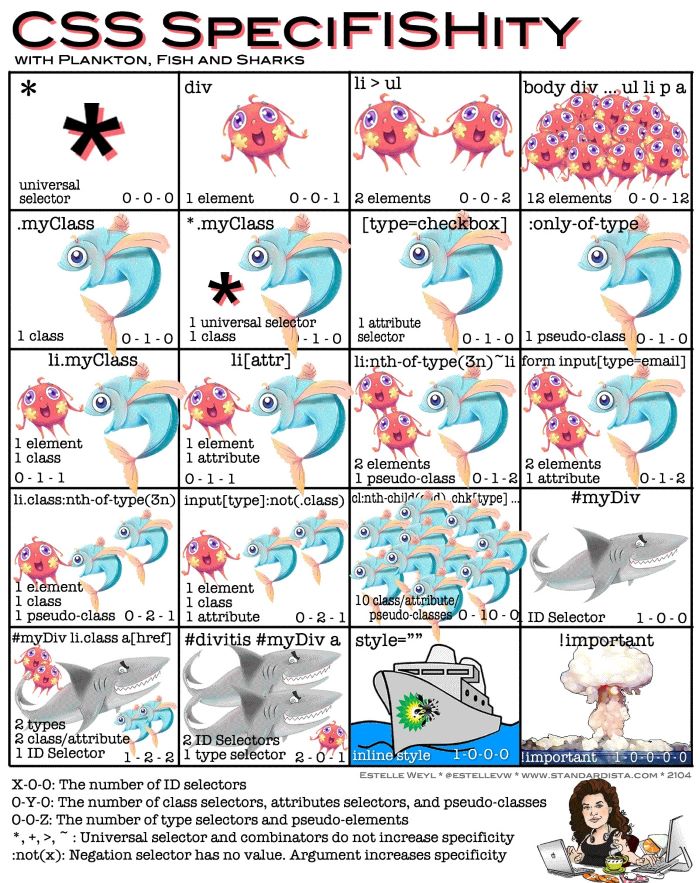 CSS SpeciFISHity
with Plankton, Fish and Sharks
*
*
universal
selector 0-0-0
div
1 element 0-0-1
li > ul
2 elements 0-0-2
body div ... ul li p a
12 elements 0-0-12
.myClass
1 class 0-1-0
*.myClass
*
1 universal selector
1 class 0-1-0
[type=checkbox]
1 attribute
selector 0-1-0
:only-of-type
1 pseudo-class 0-1-0
li.myClass
1 element
1 class
0-1-1
li[attr]
1 element
1 attribute
0-1-1
li:nth-of-type(3n)~li
2 elements
1 pseudo-class 0-1-2
form input[type=email]
2 elements
1 attribute 0-1-2
li.class:nth-of-type(3n)
1 element
1 class
1 pseudo-class 0-2-1
input[type]:not(.class)
1 element
1 class
1 attribute 0-2-1
chk[type] ...
10 class/attribute/
pseudo-classes 0-10-0
#myDiv
ID Selector 1-0-0
#myDiv li.class a[href]
2 types
2 class/attribute
1 ID Selector 1-2-2
#divitis #myDiv a
2 ID Selectors
1 type selector 2-0-1
style=""
bp
inline style 1-0-0-0
!important
!important 1-0-0-0-0
Estelle Weyl * @estellevw * www.standardista.com * 2104
X-0-0: The number of ID selectors
0-Y-0: The number of class selectors, attributes selectors, and pseudo-classes
0-0-Z: The number of type selectors and pseudo-elements
*, +, >, ~ : Universal selector and combinators do not increase specificity
:not(x): Negation selector has no value. Argument increases specificity